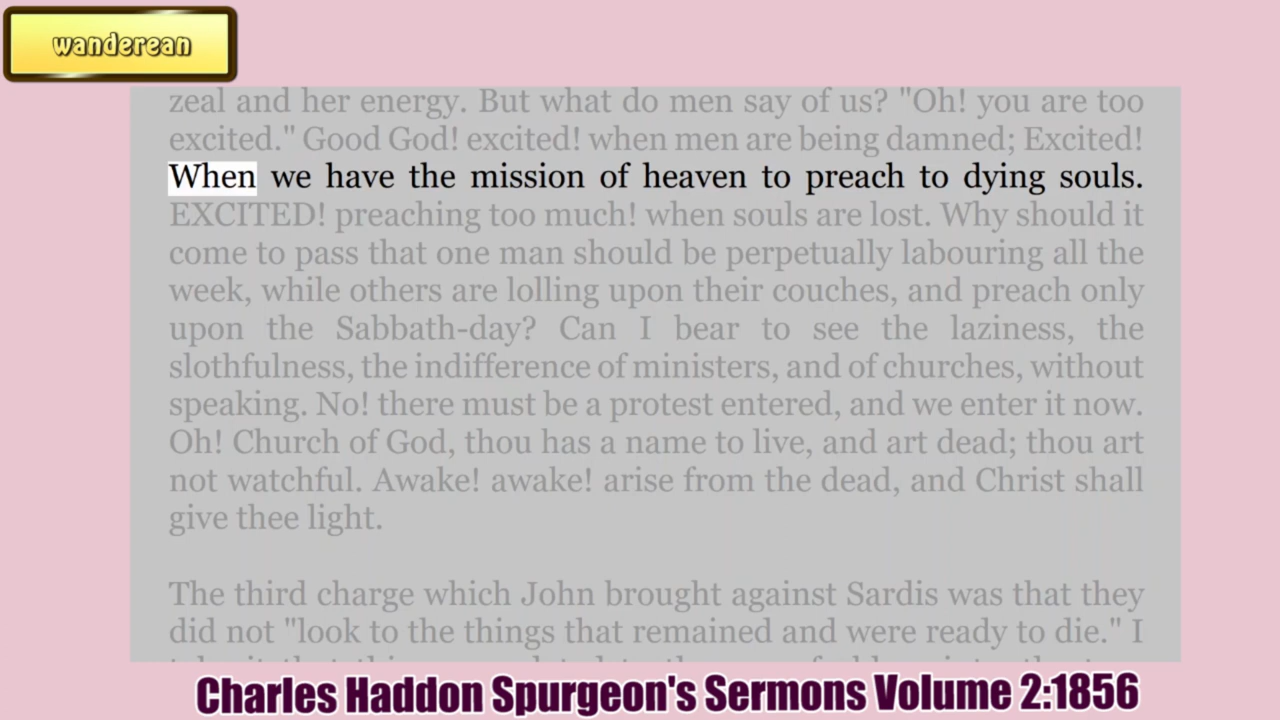 wanderean
zeal and her energy. But what do men say of us? "Oh! you are too
excited." Good God! excited! when men are being damned; Excited!
When we have the mission of heaven to preach to dying souls.
EXCITED! preaching too much! when souls are lost. Why should it
come to pass that one man should be perpetually labouring all the
week, while others are lolling upon their couches, and preach only
upon the Sabbath-day? Can I bear to see the laziness, the
slothfulness, the indifference of ministers, and of churches, without
speaking. No! there must be a protest entered, and we enter it now.
Oh! Church of God, thou has a name to live, and art dead; thou art
not watchful. Awake! awake! arise from the dead, and Christ shall
give thee light.
The third charge which John brought against Sardis was that they
did not "look to the things that remained and were ready to die." I
Charles Haddon Spurgeon's Sermons Volume 2:1856